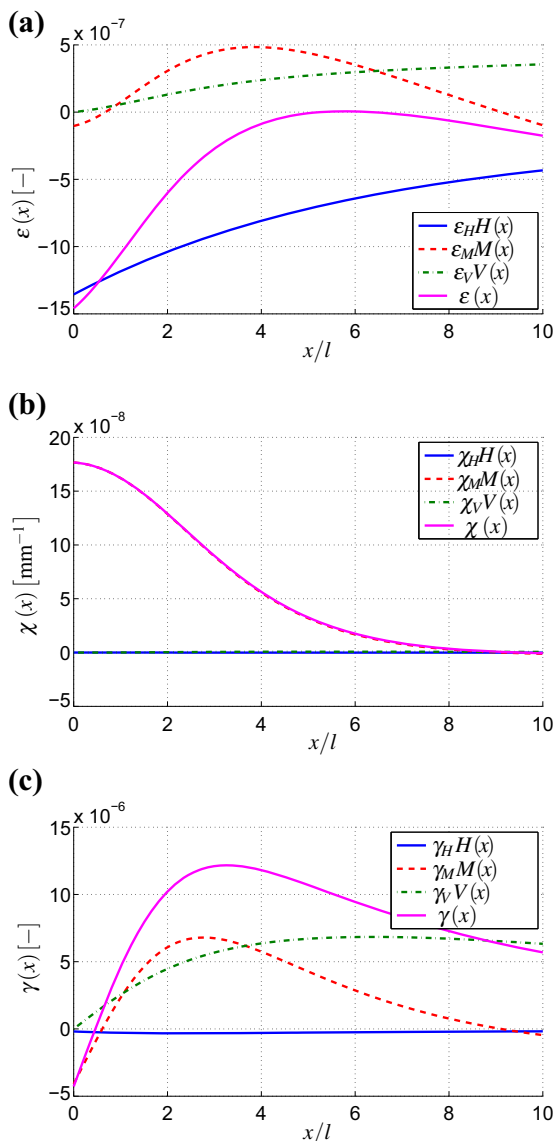 (a)
x 10⁻⁷
5
0
−5
−10
−15
ε(x) [−]
ε_H H(x)
ε_M M(x)
ε_V V(x)
ε(x)
0 2 4 6 8 10
x/l
(b)
x 10⁻⁸
20
15
10
5
0
−5
χ(x) [mm⁻¹]
χ_H H(x)
χ_M M(x)
χ_V V(x)
χ(x)
0 2 4 6 8 10
x/l
(c)
x 10⁻⁶
15
10
5
0
−5
γ(x) [−]
γ_H H(x)
γ_M M(x)
γ_V V(x)
γ(x)
0 2 4 6 8 10
x/l